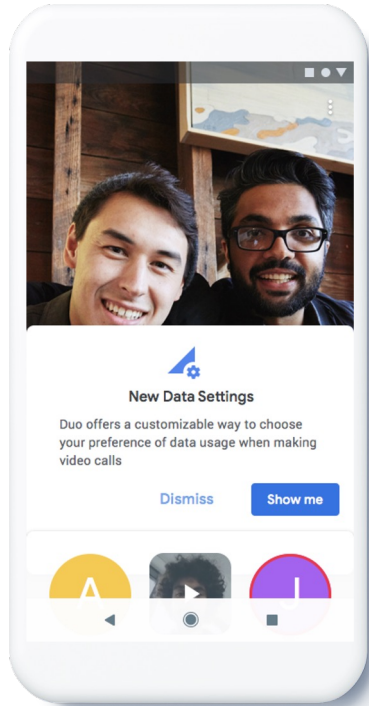 New Data Settings
Duo offers a customizable way to choose
your preference of data usage when making
video calls
Dismiss Show me
A J